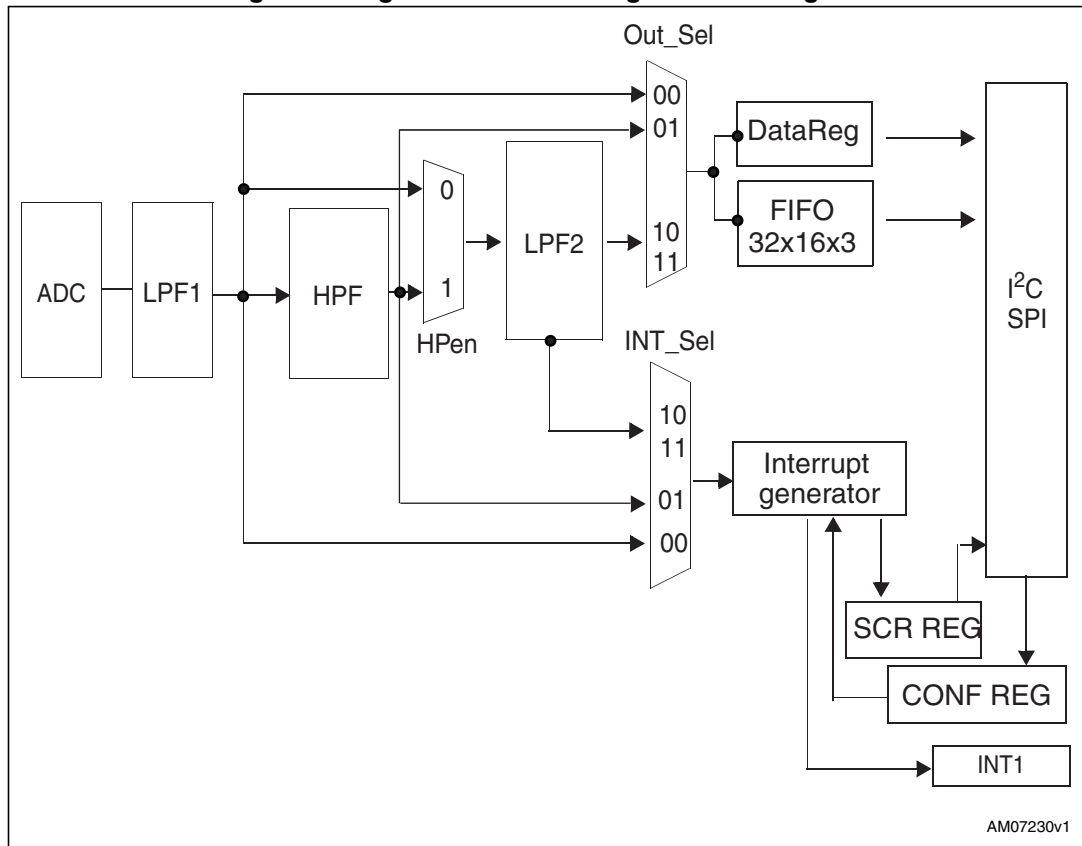 Out_Sel
00
01
DataReg
0
LPF2
FIFO
32x16x3
10
11
ADC
LPF1
HPF
1
I2C
SPI
HPen
INT_Sel
10
11
Interrupt
generator
01
00
SCR REG
CONF REG
INT1
AM07230v1